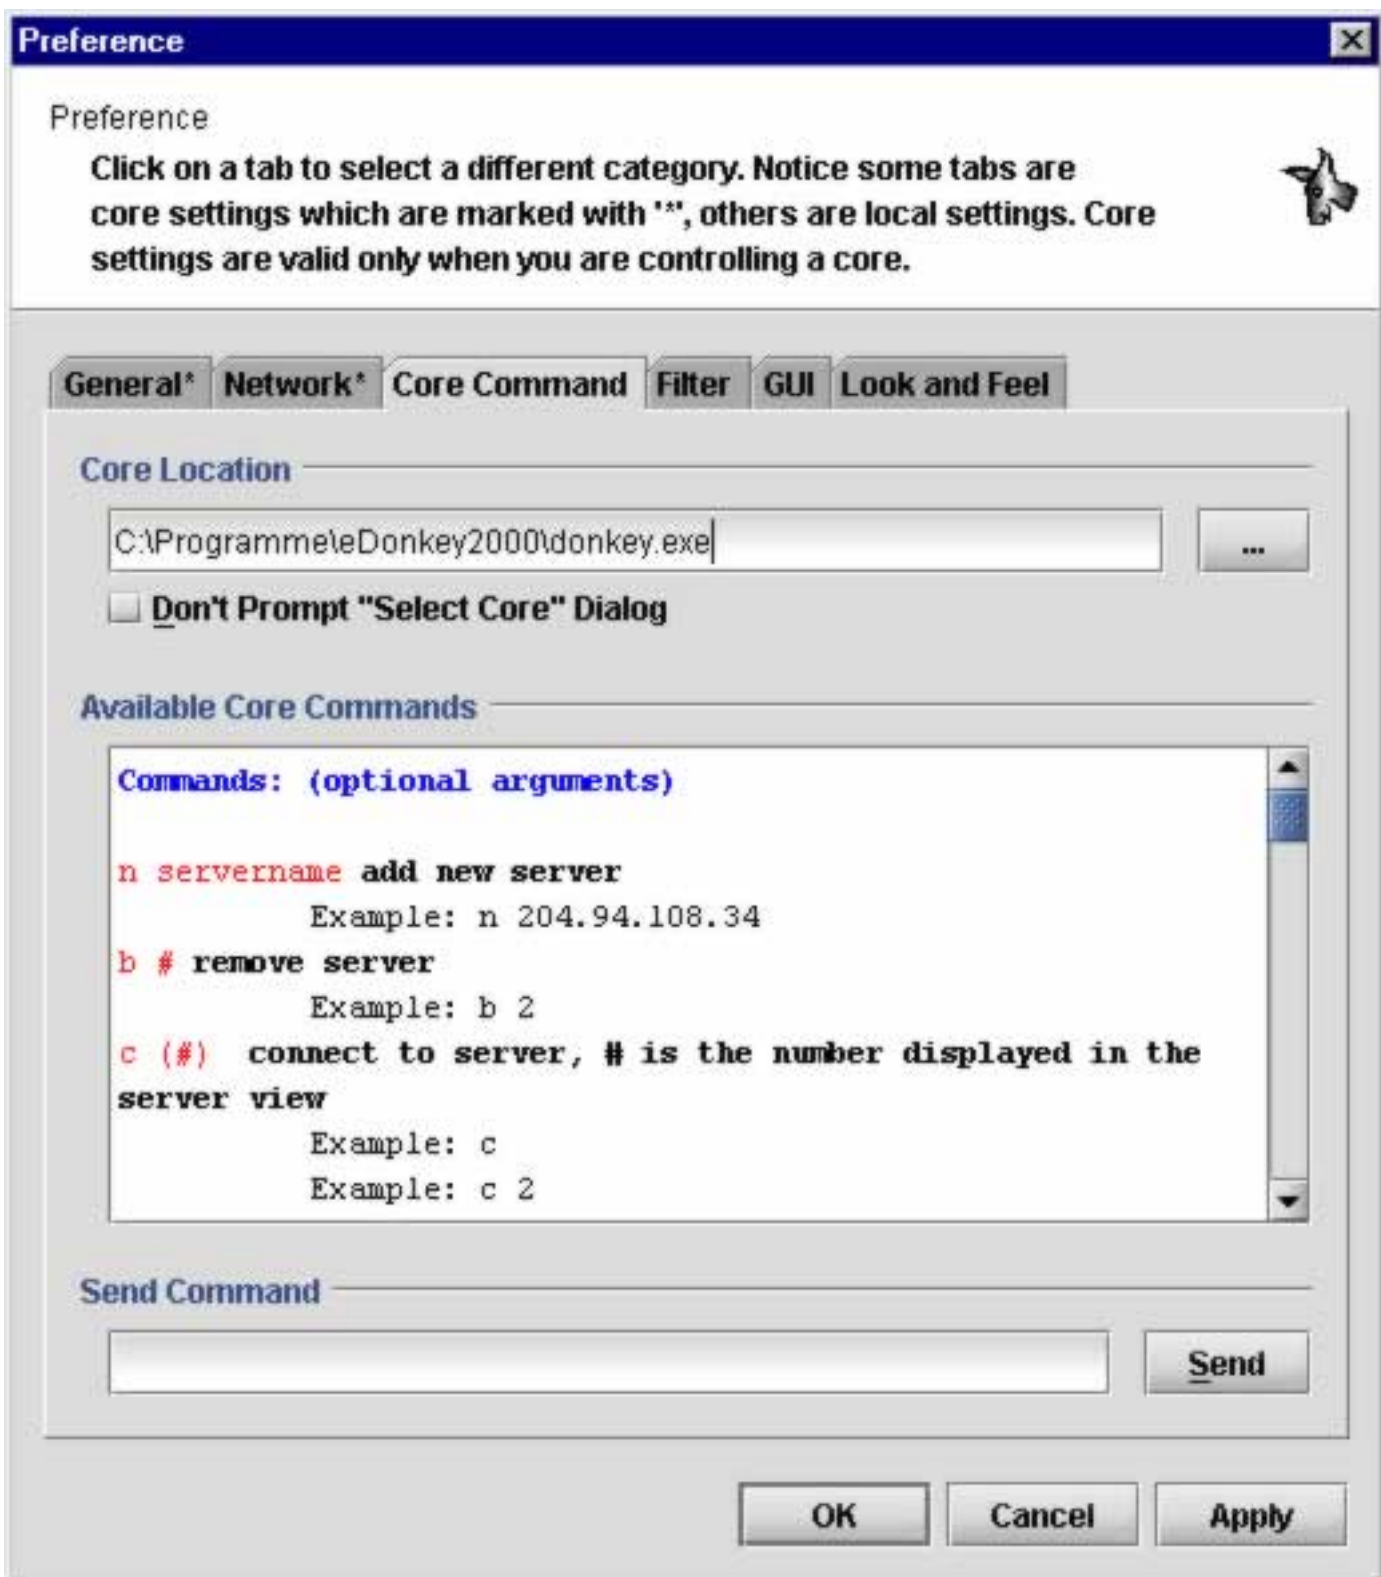 Preference
Preference
Click on a tab to select a different category. Notice some tabs are
core settings which are marked with '*', others are local settings. Core
settings are valid only when you are controlling a core.
General* Network* Core Command Filter GUI Look and Feel
Core Location
C:\Programme\eDonkey2000\donkey.exe
...
Don't Prompt "Select Core" Dialog
Available Core Commands
Commands: (optional arguments)
n servername add new server
Example: n 204.94.108.34
b # remove server
Example: b 2
c (#) connect to server, # is the number displayed in the
server view
Example: c
Example: c 2
Send Command
Send
OK Cancel Apply